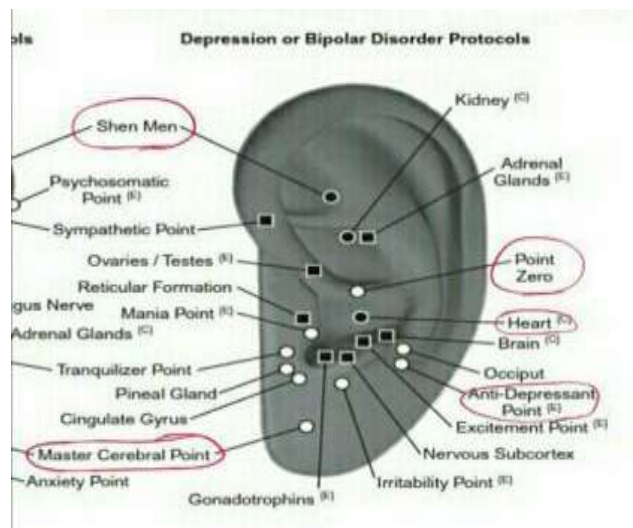 ols
Depression or Bipolar Disorder Protocols
Kidney (C)
Shen Men
Adrenal
Glands (E)
Psychosomatic
Point (E)
Sympathetic Point
Ovaries / Testes (E)
Point
Zero
Reticular Formation
gus Nerve
Mania Point (E)
Heart (C)
Adrenal Glands (C)
Brain (C)
Tranquilizer Point
Occiput
Pineal Gland
Anti-Depressant
Point (E)
Cingulate Gyrus
Excitement Point (E)
Master Cerebral Point
Nervous Subcortex
Anxiety Point
Irritability Point (E)
Gonadotrophins (E)